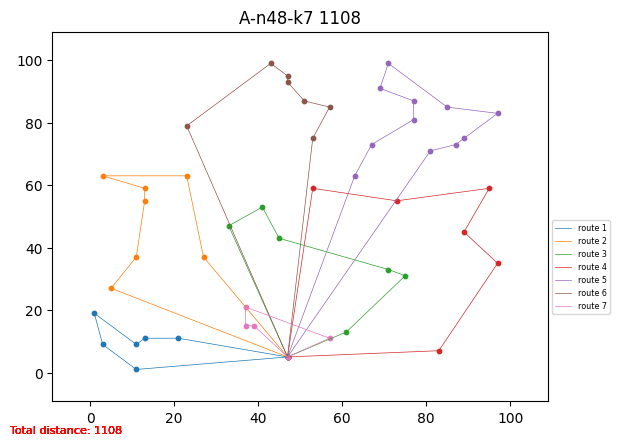 A-n48-k7 1108
100
80
60
40
20
0
0 20 40 60 80 100
route 1
route 2
route 3
route 4
route 5
route 6
route 7
Total distance: 1108